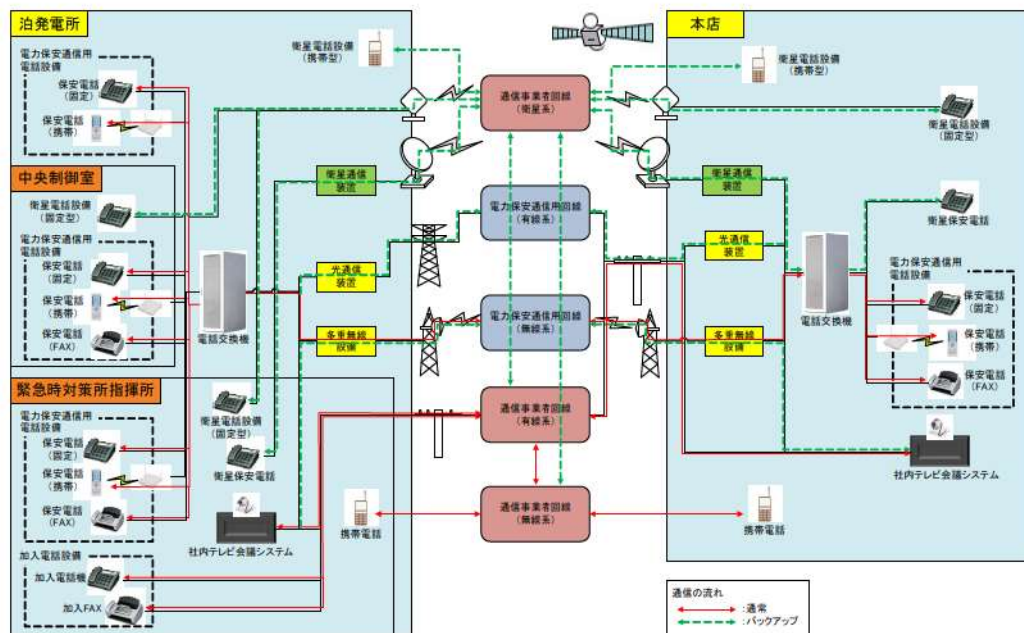 泊発電所
電力保安通信用
電話設備
保安電話
(固定)
保安電話
(携帯)
中央制御室
衛星電話設備
(固定型)
電力保安通信用
電話設備
保安電話
(固定)
保安電話
(携帯)
保安電話
(FAX)
電話交換機
緊急時対策所指揮所
電力保安通信用
電話設備
保安電話
(固定)
保安電話
(携帯)
保安電話
(FAX)
加入電話設備
加入電話機
加入FAX
衛星電話設備
(固定型)
衛星保安電話
社内テレビ会議システム
携帯電話
衛星電話設備
(携帯型)
衛星通信
装置
光通信
装置
多重無線
設備
通信事業者回線
(衛星系)
電力保安通信用回線
(有線系)
電力保安通信用回線
(無線系)
通信事業者回線
(有線系)
通信事業者回線
(無線系)
本店
衛星電話設備
(携帯型)
衛星電話設備
(固定型)
衛星通信
装置
光通信
装置
多重無線
設備
衛星保安電話
電話交換機
電力保安通信用
電話設備
保安電話
(固定)
保安電話
(携帯)
保安電話
(FAX)
社内テレビ会議システム
携帯電話
通信の流れ
:通常
:バックアップ